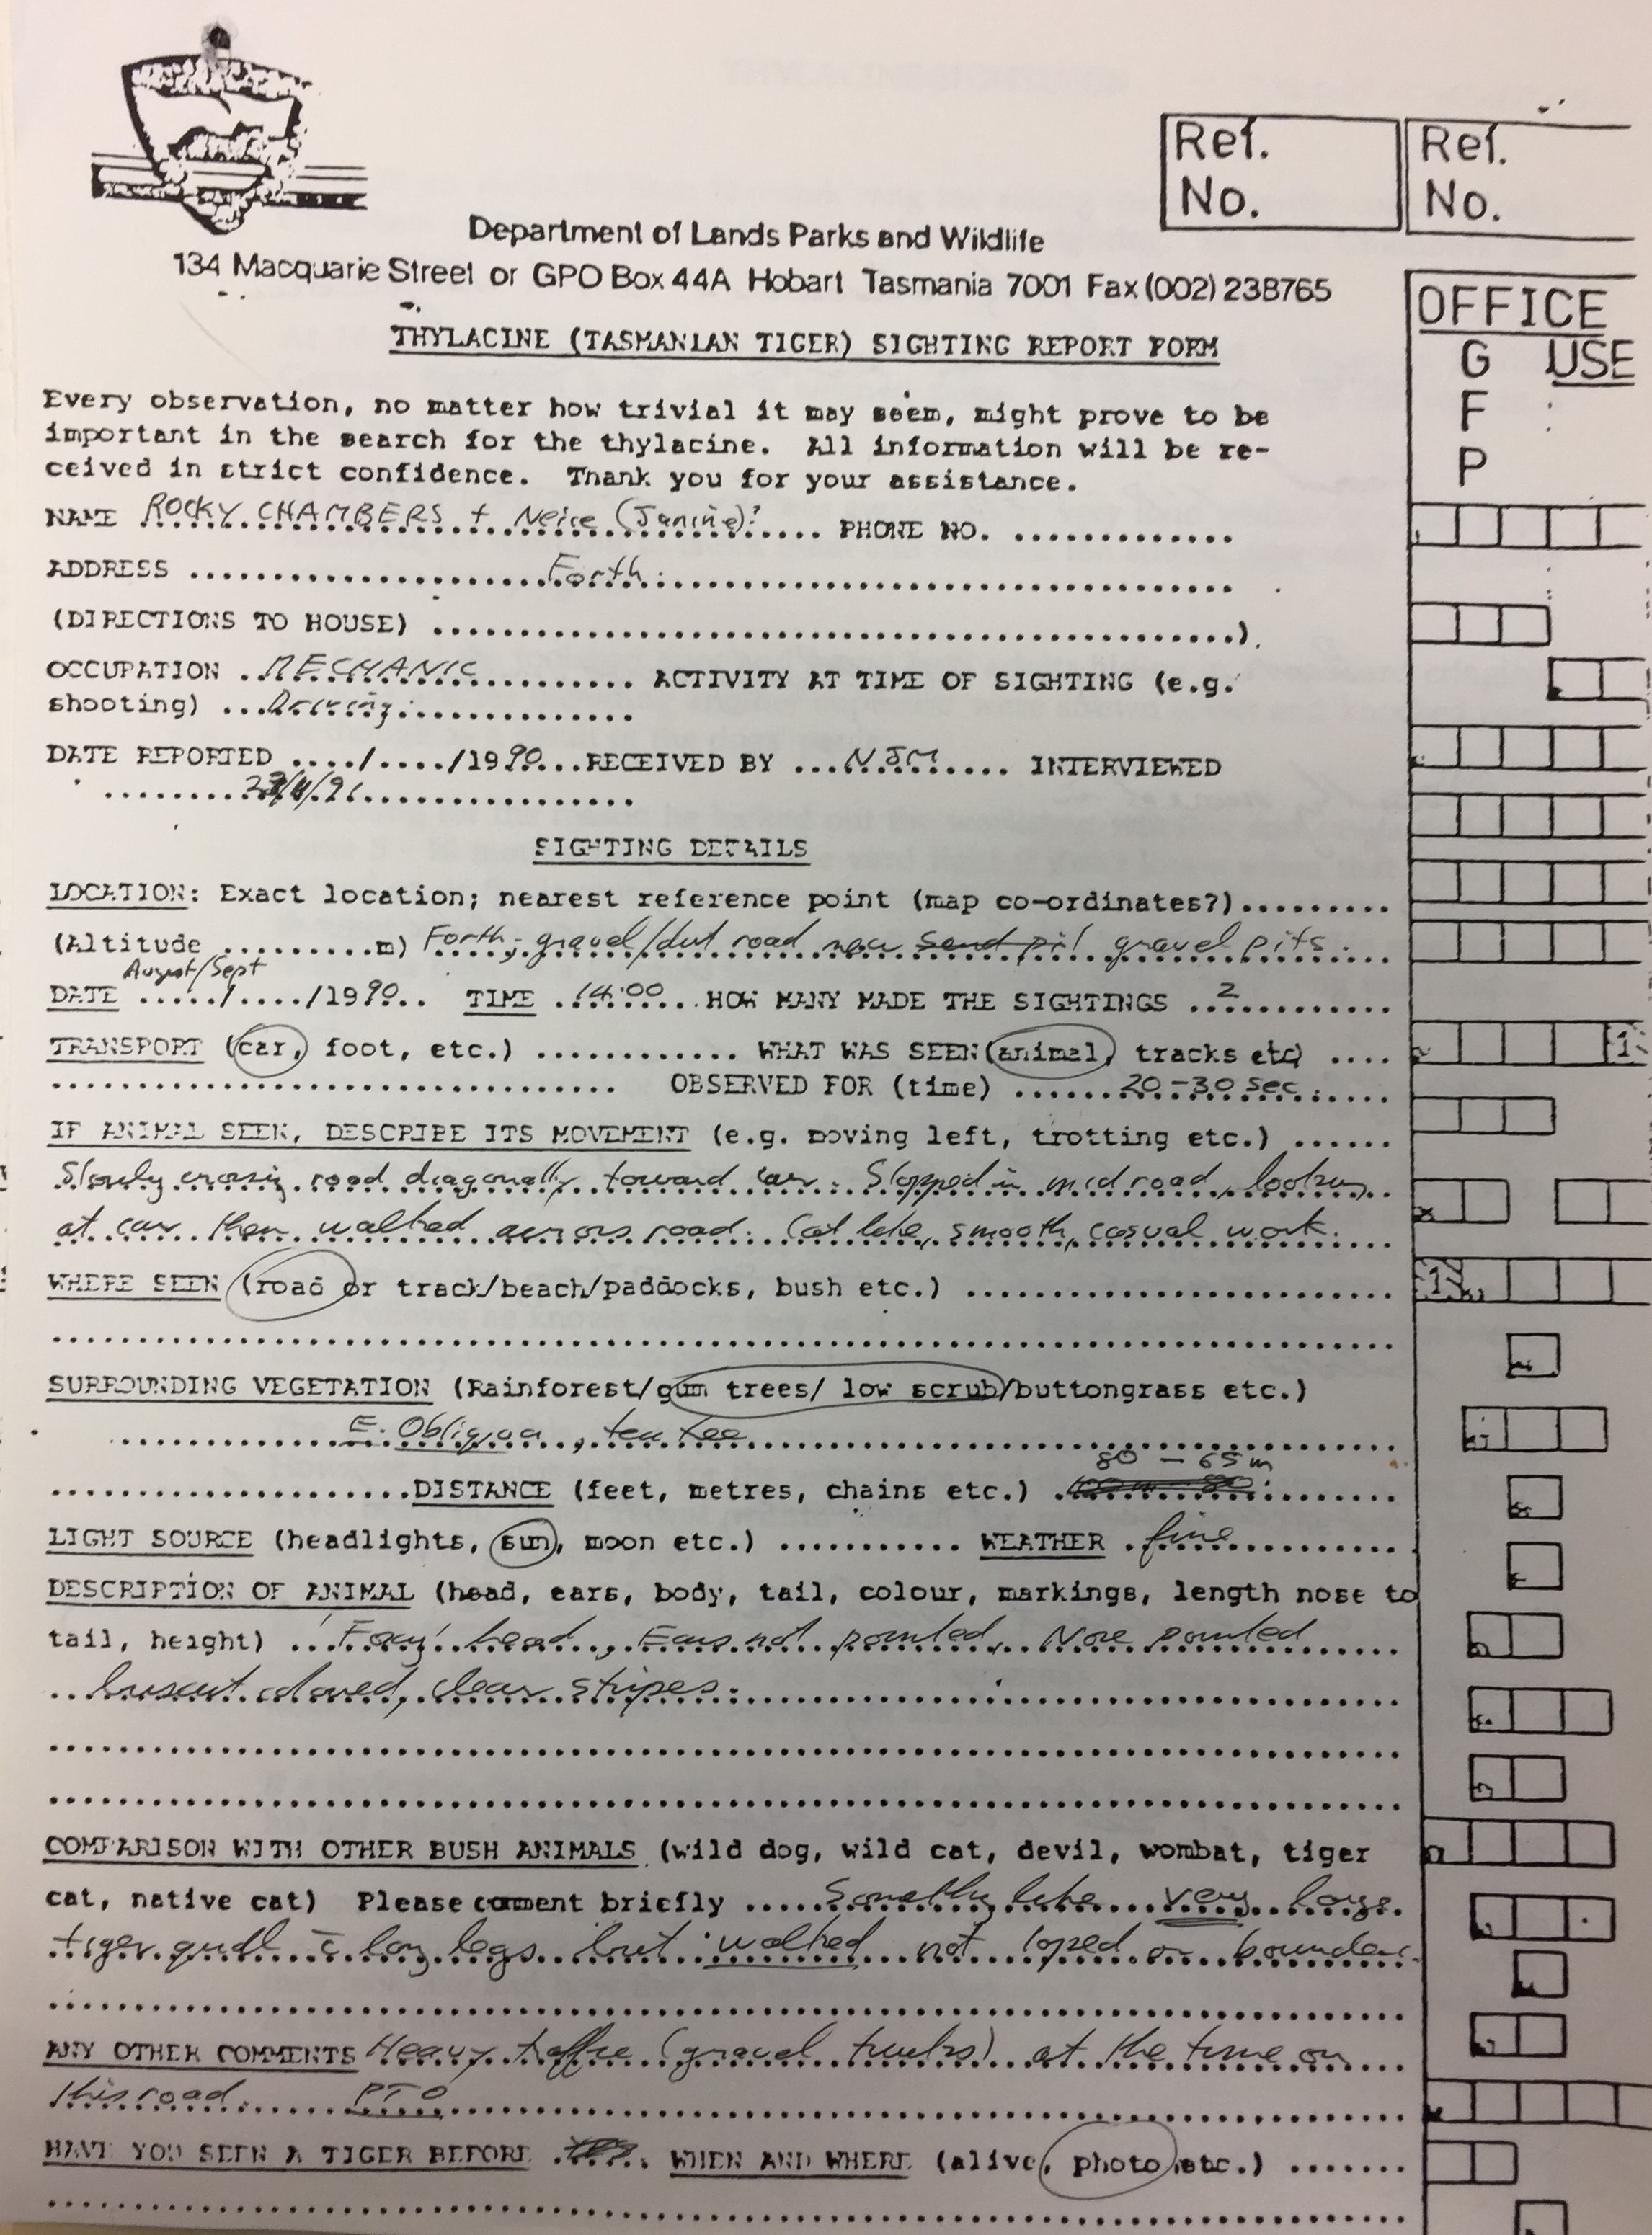 Ref. No.
Ref. No.
Department of Lands Parks and Wildlife
134 Macquarie Street or GPO Box 44A Hobart Tasmania 7001 Fax (002) 238765
THYLACINE (TASMANIAN TIGER) SIGHTING REPORT FORM
OFFICE USE
G
F
P
Every observation, no matter how trivial it may seem, might prove to be
important in the search for the thylacine. All information will be re-
ceived in strict confidence. Thank you for your assistance.
NAME ROCKY CHAMBERS + Neice (Janine)? PHONE NO. ..............
ADDRESS .............. Forth ..............
(DIRECTIONS TO HOUSE) ..............).
OCCUPATION .. MECHANIC .......... ACTIVITY AT TIME OF SIGHTING (e.g.
shooting) ... Driving ..............
DATE REPORTED ..../..../1990... RECEIVED BY ... NJM ..... INTERVIEWED
......... /91 ..............
SIGHTING DETAILS
LOCATION: Exact location; nearest reference point (map co-ordinates?).........
(Altitude .........m) Forth; gravel/dirt road near sand pit gravel pits.
August/Sept
DATE ...../..../1990.. TIME .14:00... HOW MANY MADE THE SIGHTINGS ..2..........
TRANSPORT (car, foot, etc.) ............ WHAT WAS SEEN (animal, tracks etc) ....
.............................. OBSERVED FOR (time) ...... 20-30 sec ......
IF ANIMAL SEEN, DESCRIBE ITS MOVEMENT (e.g. moving left, trotting etc.) ......
Slowly crossing road diagonally toward car. Stopped in mid road, looking
at car then walked across road. Cat like, smooth, casual work.
WHERE SEEN (road or track/beach/paddocks, bush etc.) ..............
SURROUNDING VEGETATION (Rainforest/gum trees/ low scrub/buttongrass etc.)
.............. E. Obliqua, tea tree ..............
80 - 65 m
......................DISTANCE (feet, metres, chains etc.) ..............
LIGHT SOURCE (headlights, sun, moon etc.) ........... WEATHER . fine ..........
DESCRIPTION OF ANIMAL (head, ears, body, tail, colour, markings, length nose to
tail, height) ... 'Foxy' head, Ears not pointed, Nose pointed
biscuit coloured, clear stripes.
COMPARISON WITH OTHER BUSH ANIMALS (wild dog, wild cat, devil, wombat, tiger
cat, native cat) Please comment briefly ..... Something like very large
tiger quoll c̄ long legs but walked not loped or bounded.
ANY OTHER COMMENTS Heavy traffic (gravel trucks) at the time on
this road. PTO
HAVE YOU SEEN A TIGER BEFORE ........ WHEN AND WHERE (alive, photo etc.) .......